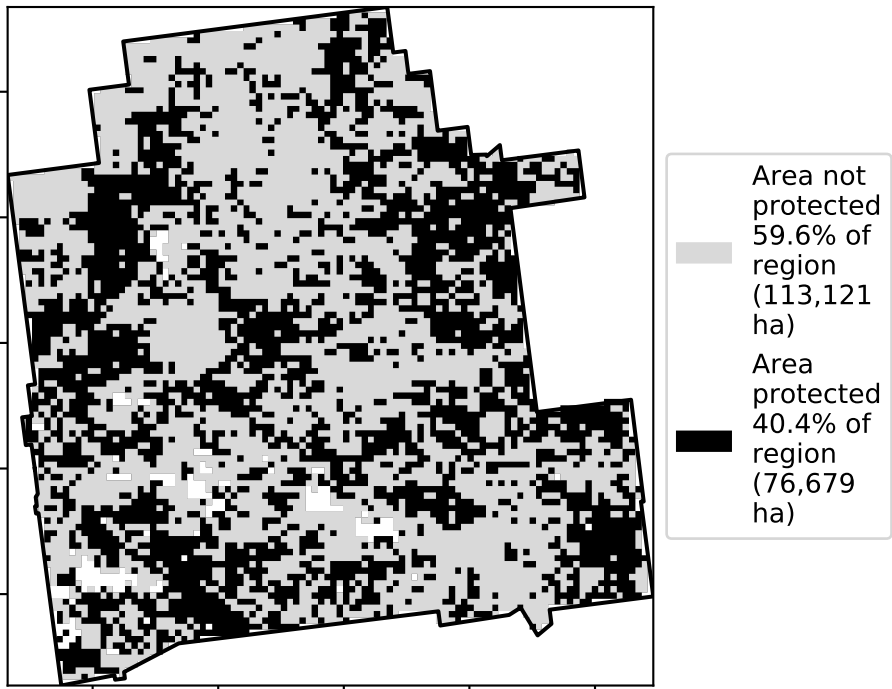 Area not
protected
59.6% of
region
(113,121
ha)
Area
protected
40.4% of
region
(76,679
ha)